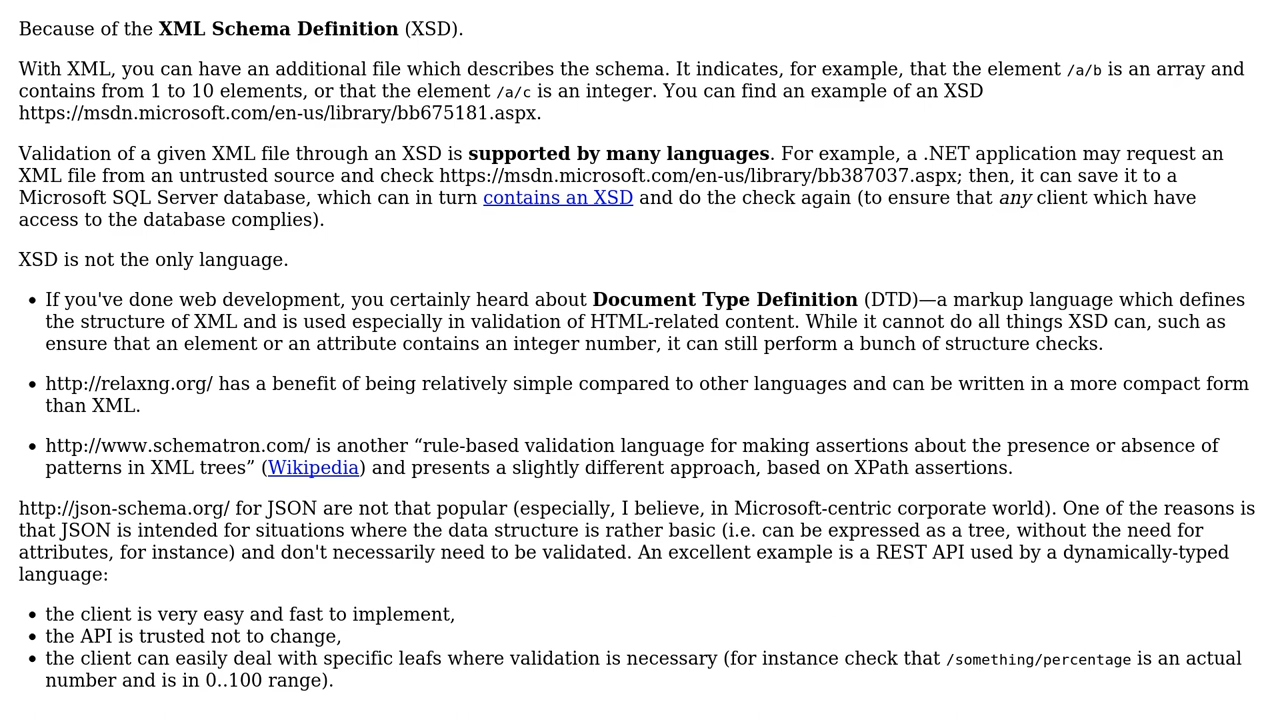 Because of the XML Schema Definition (XSD).
With XML, you can have an additional file which describes the schema. It indicates, for example, that the element /a/b is an array and
contains from 1 to 10 elements, or that the element /a/c is an integer. You can find an example of an XSD
https://msdn.microsoft.com/en-us/library/bb675181.aspx.
Validation of a given XML file through an XSD is supported by many languages. For example, a .NET application may request an
XML file from an untrusted source and check https://msdn.microsoft.com/en-us/library/bb387037.aspx; then, it can save it to a
Microsoft SQL Server database, which can in turn contains an XSD and do the check again (to ensure that any client which have
access to the database complies).
XSD is not the only language.
• If you've done web development, you certainly heard about Document Type Definition (DTD)—a markup language which defines
the structure of XML and is used especially in validation of HTML-related content. While it cannot do all things XSD can, such as
ensure that an element or an attribute contains an integer number, it can still perform a bunch of structure checks.
• http://relaxng.org/ has a benefit of being relatively simple compared to other languages and can be written in a more compact form
than XML.
• http://www.schematron.com/ is another “rule-based validation language for making assertions about the presence or absence of
patterns in XML trees” (Wikipedia) and presents a slightly different approach, based on XPath assertions.
http://json-schema.org/ for JSON are not that popular (especially, I believe, in Microsoft-centric corporate world). One of the reasons is
that JSON is intended for situations where the data structure is rather basic (i.e. can be expressed as a tree, without the need for
attributes, for instance) and don't necessarily need to be validated. An excellent example is a REST API used by a dynamically-typed
language:
• the client is very easy and fast to implement,
• the API is trusted not to change,
• the client can easily deal with specific leafs where validation is necessary (for instance check that /something/percentage is an actual
number and is in 0..100 range).